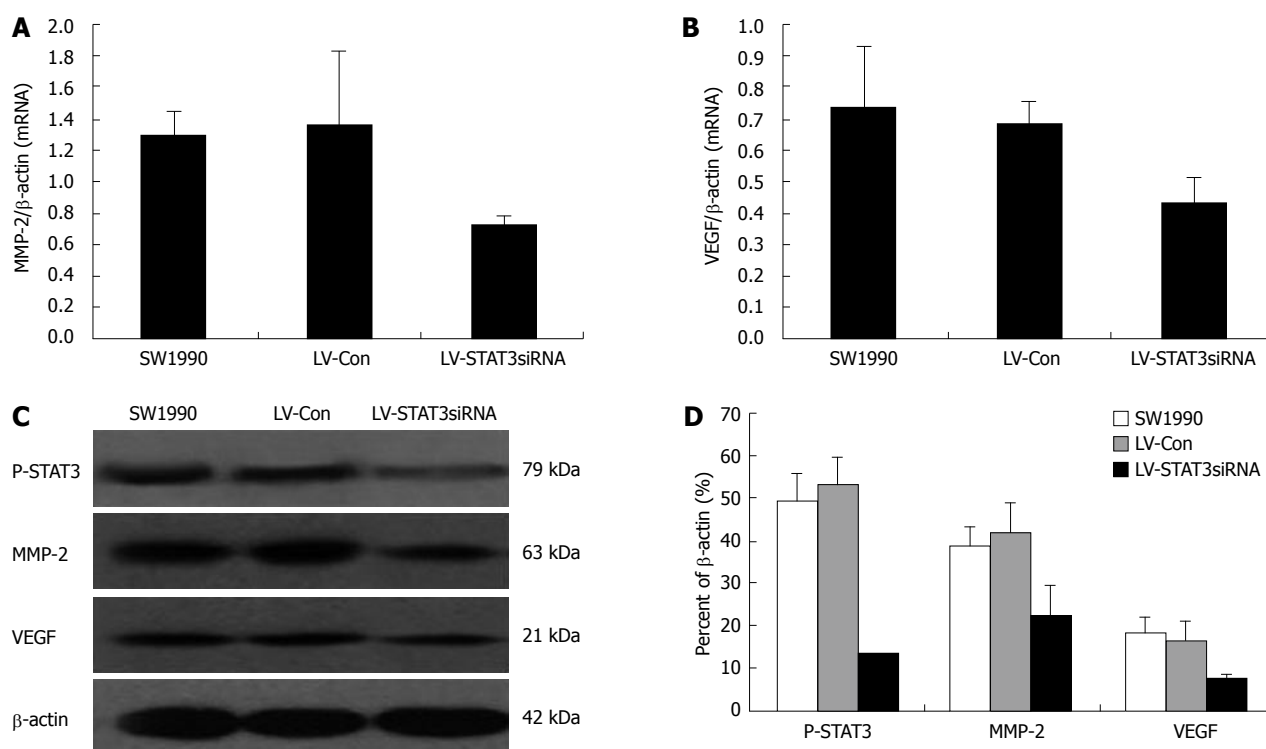 A
MMP-2/β-actin (mRNA)
2.0
1.8
1.6
1.4
1.2
1.0
0.8
0.6
0.4
0.2
0.0
SW1990 LV-Con LV-STAT3siRNA
B
VEGF/β-actin (mRNA)
1.0
0.9
0.8
0.7
0.6
0.5
0.4
0.3
0.2
0.1
0.0
SW1990 LV-Con LV-STAT3siRNA
C
SW1990 LV-Con LV-STAT3siRNA
P-STAT3 79 kDa
MMP-2 63 kDa
VEGF 21 kDa
β-actin 42 kDa
D
Percent of β-actin (%)
70
60
50
40
30
20
10
0
SW1990
LV-Con
LV-STAT3siRNA
P-STAT3 MMP-2 VEGF